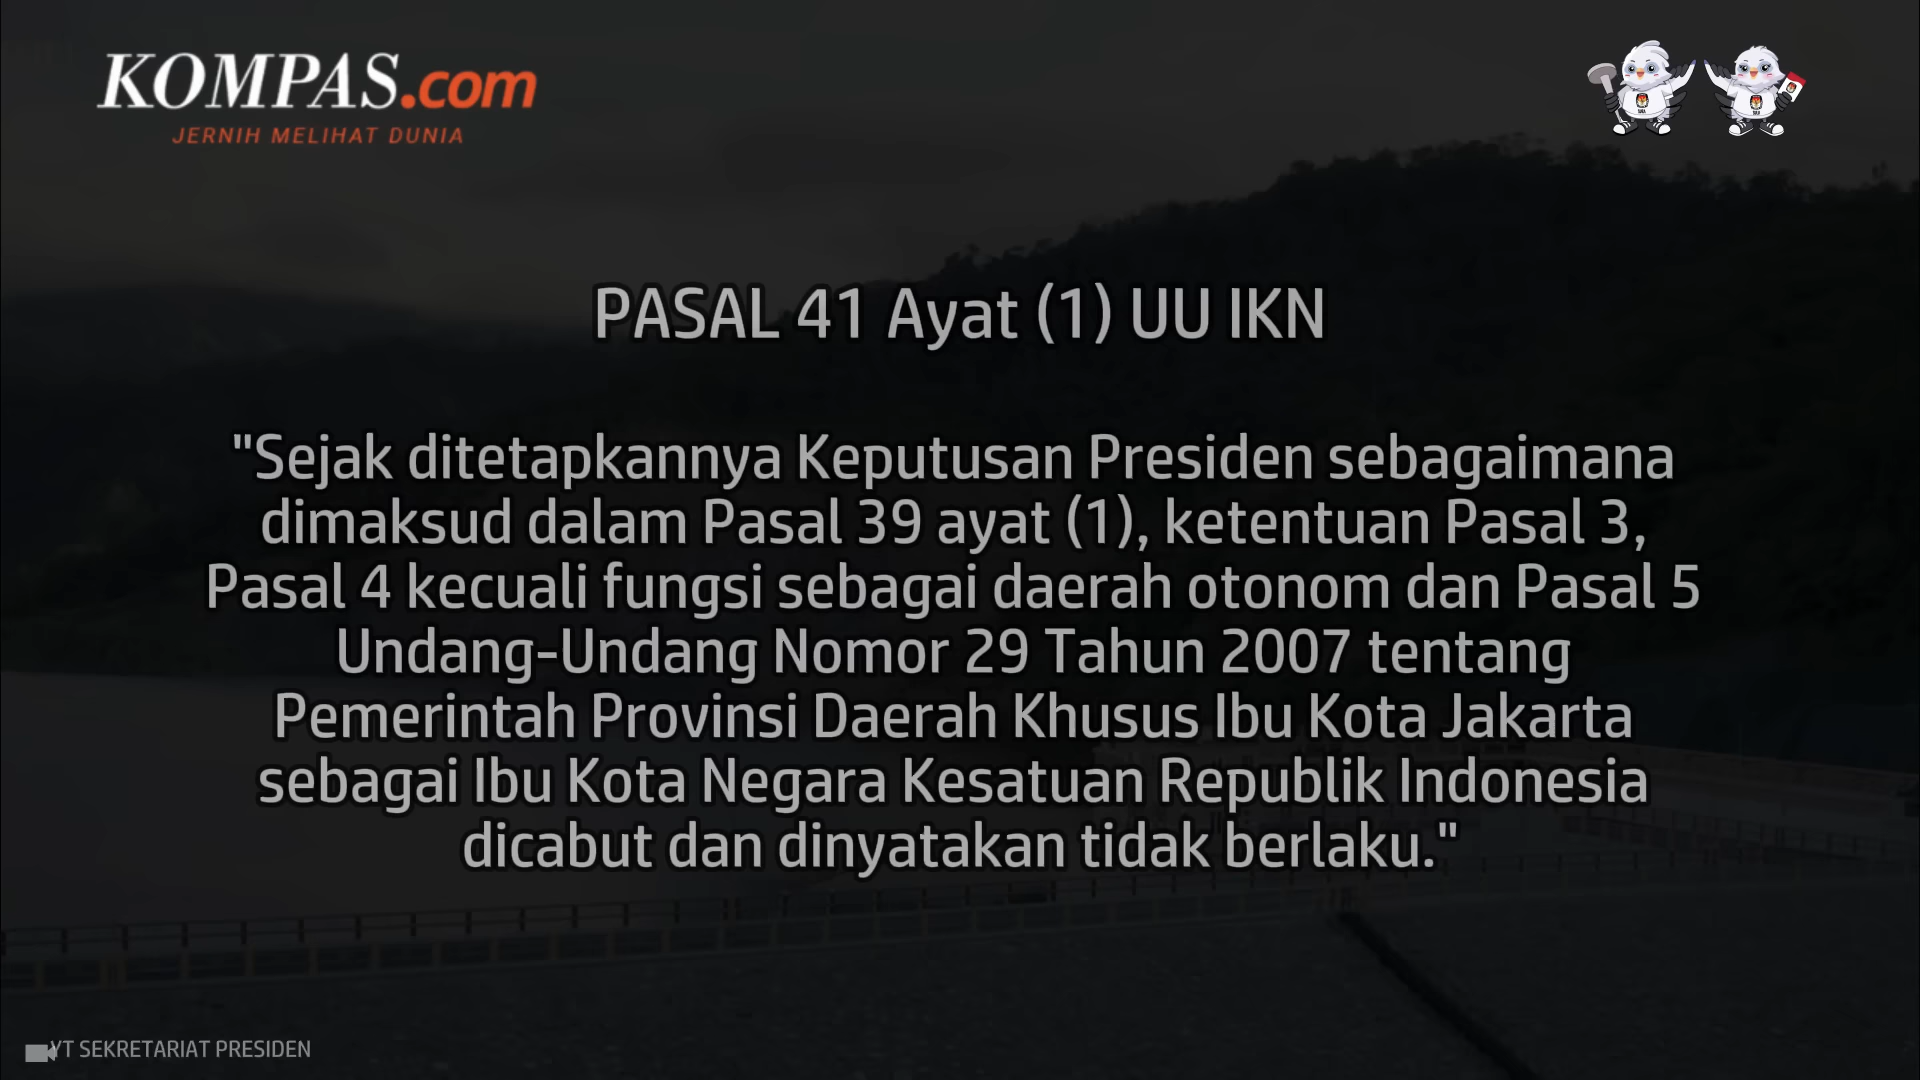 KOMPAS.com
JERNIH MELIHAT DUNIA
PASAL 41 Ayat (1) UU IKN
"Sejak ditetapkannya Keputusan Presiden sebagaimana
dimaksud dalam Pasal 39 ayat (1), ketentuan Pasal 3,
Pasal 4 kecuali fungsi sebagai daerah otonom dan Pasal 5
Undang-Undang Nomor 29 Tahun 2007 tentang
Pemerintah Provinsi Daerah Khusus Ibu Kota Jakarta
sebagai Ibu Kota Negara Kesatuan Republik Indonesia
dicabut dan dinyatakan tidak berlaku."
YT SEKRETARIAT PRESIDEN